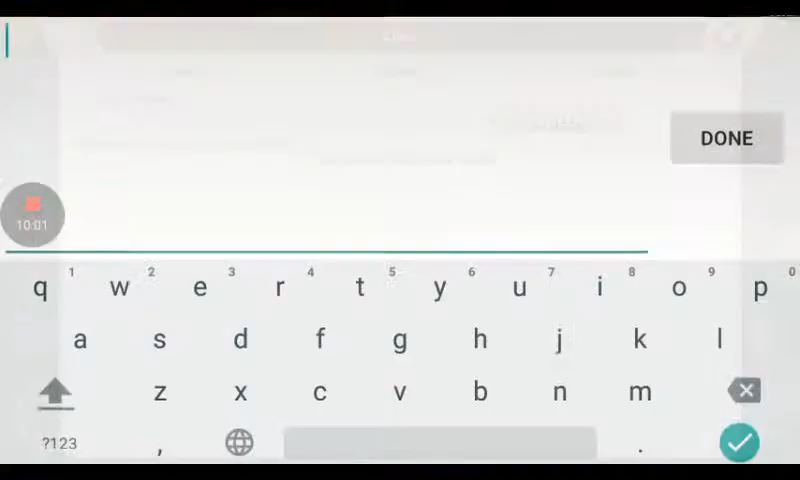 DONE
10:01
1 2 3 4 5 6 7 8 9 0
q w e r t y u i o p
a s d f g h j k l
z x c v b n m
?123 , .